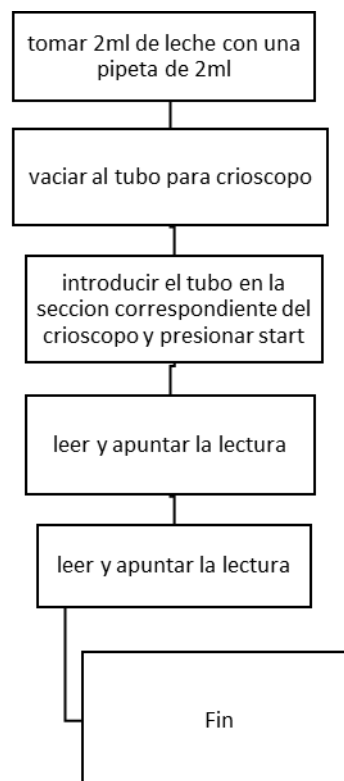 tomar 2ml de leche con una
pipeta de 2ml
vaciar al tubo para crioscopo
introducir el tubo en la
seccion correspondiente del
crioscopo y presionar start
leer y apuntar la lectura
leer y apuntar la lectura
Fin